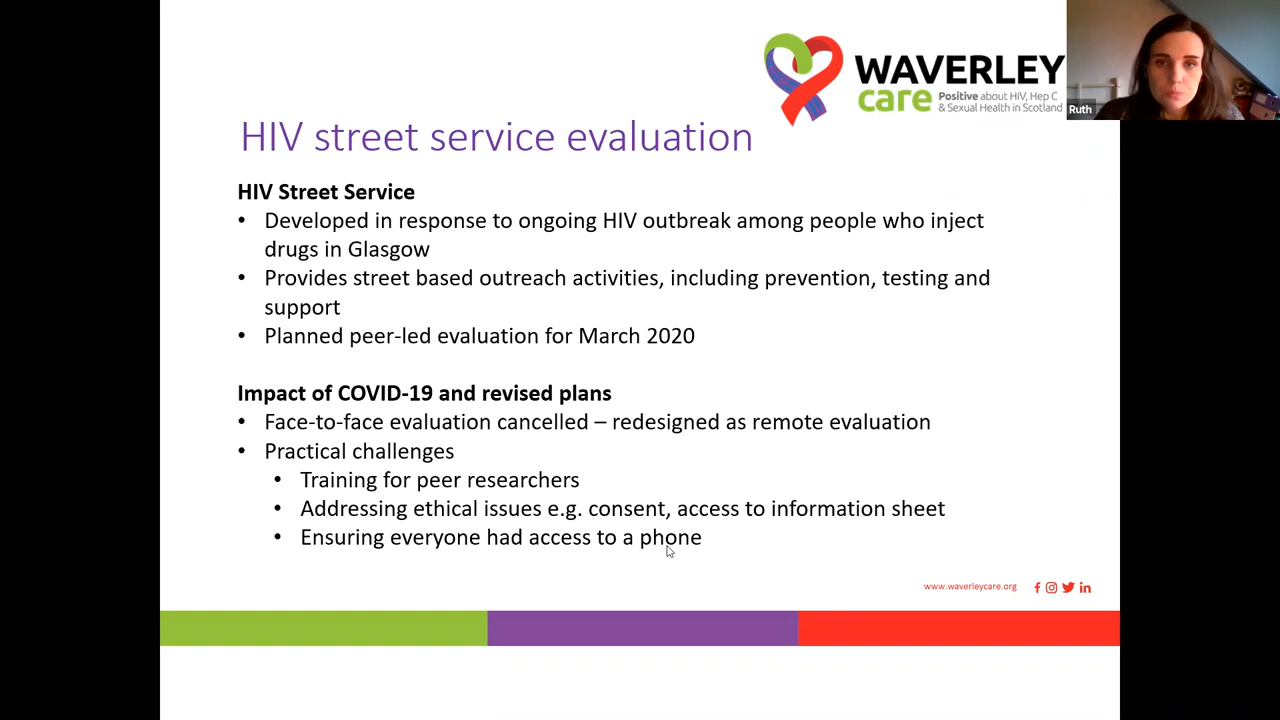 WAVERLEY
care Positive about HIV, Hep C
& Sexual Health in Scotland
Ruth
HIV street service evaluation
HIV Street Service
• Developed in response to ongoing HIV outbreak among people who inject
drugs in Glasgow
• Provides street based outreach activities, including prevention, testing and
support
• Planned peer-led evaluation for March 2020
Impact of COVID-19 and revised plans
• Face-to-face evaluation cancelled – redesigned as remote evaluation
• Practical challenges
• Training for peer researchers
• Addressing ethical issues e.g. consent, access to information sheet
• Ensuring everyone had access to a phone
www.waverleycare.org